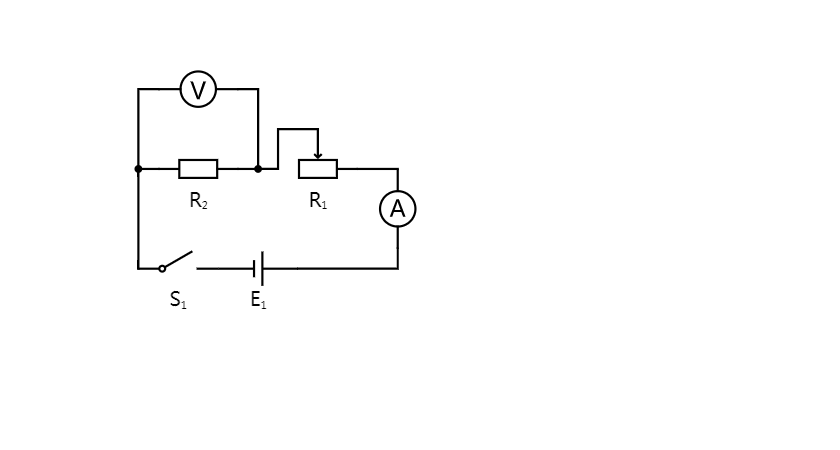 V
R₂
R₁
A
S₁
E₁